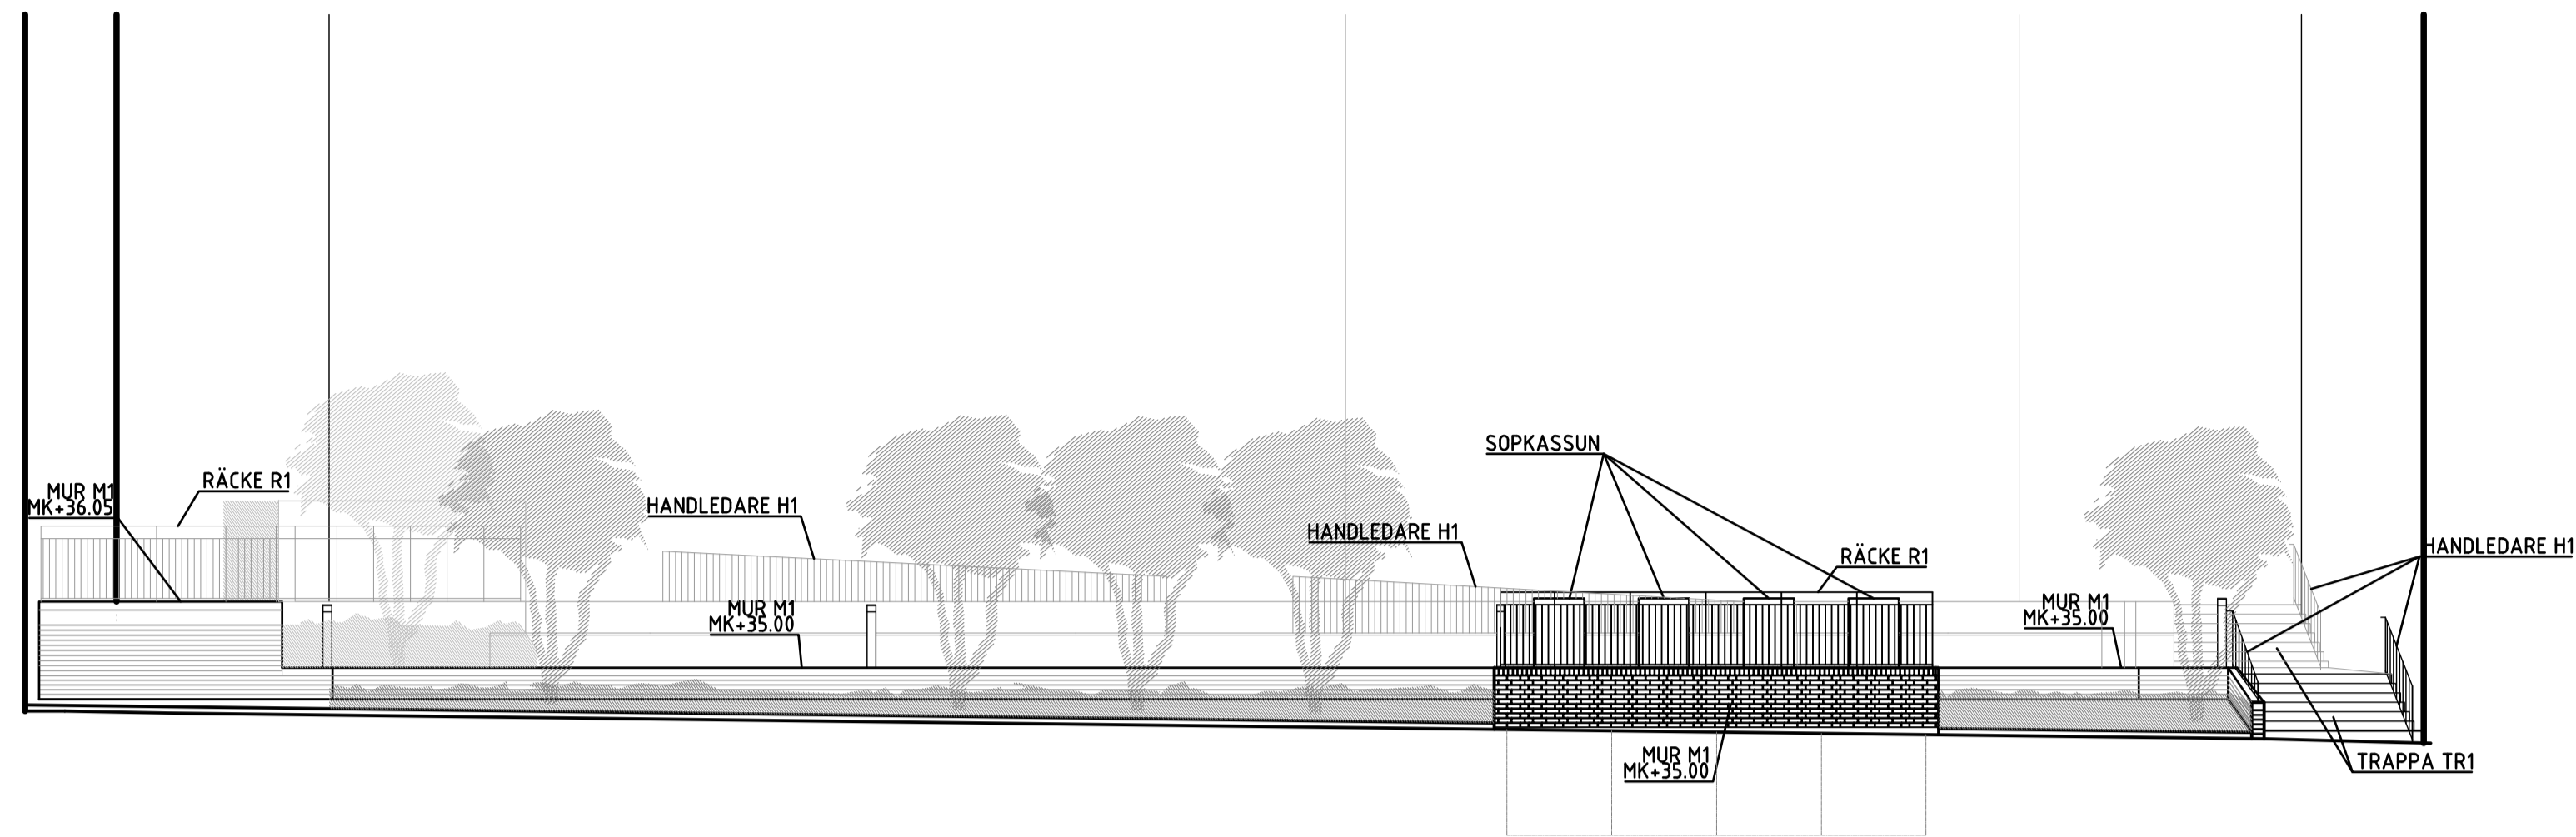 SOPKASSUN
RÄCKE R1
MUR M1
MK+36.05
HANDLEDARE H1
HANDLEDARE H1
RÄCKE R1
HANDLEDARE H1
MUR M1
MK+35.00
MUR M1
MK+35.00
MUR M1
MK+35.00
TRAPPA TR1